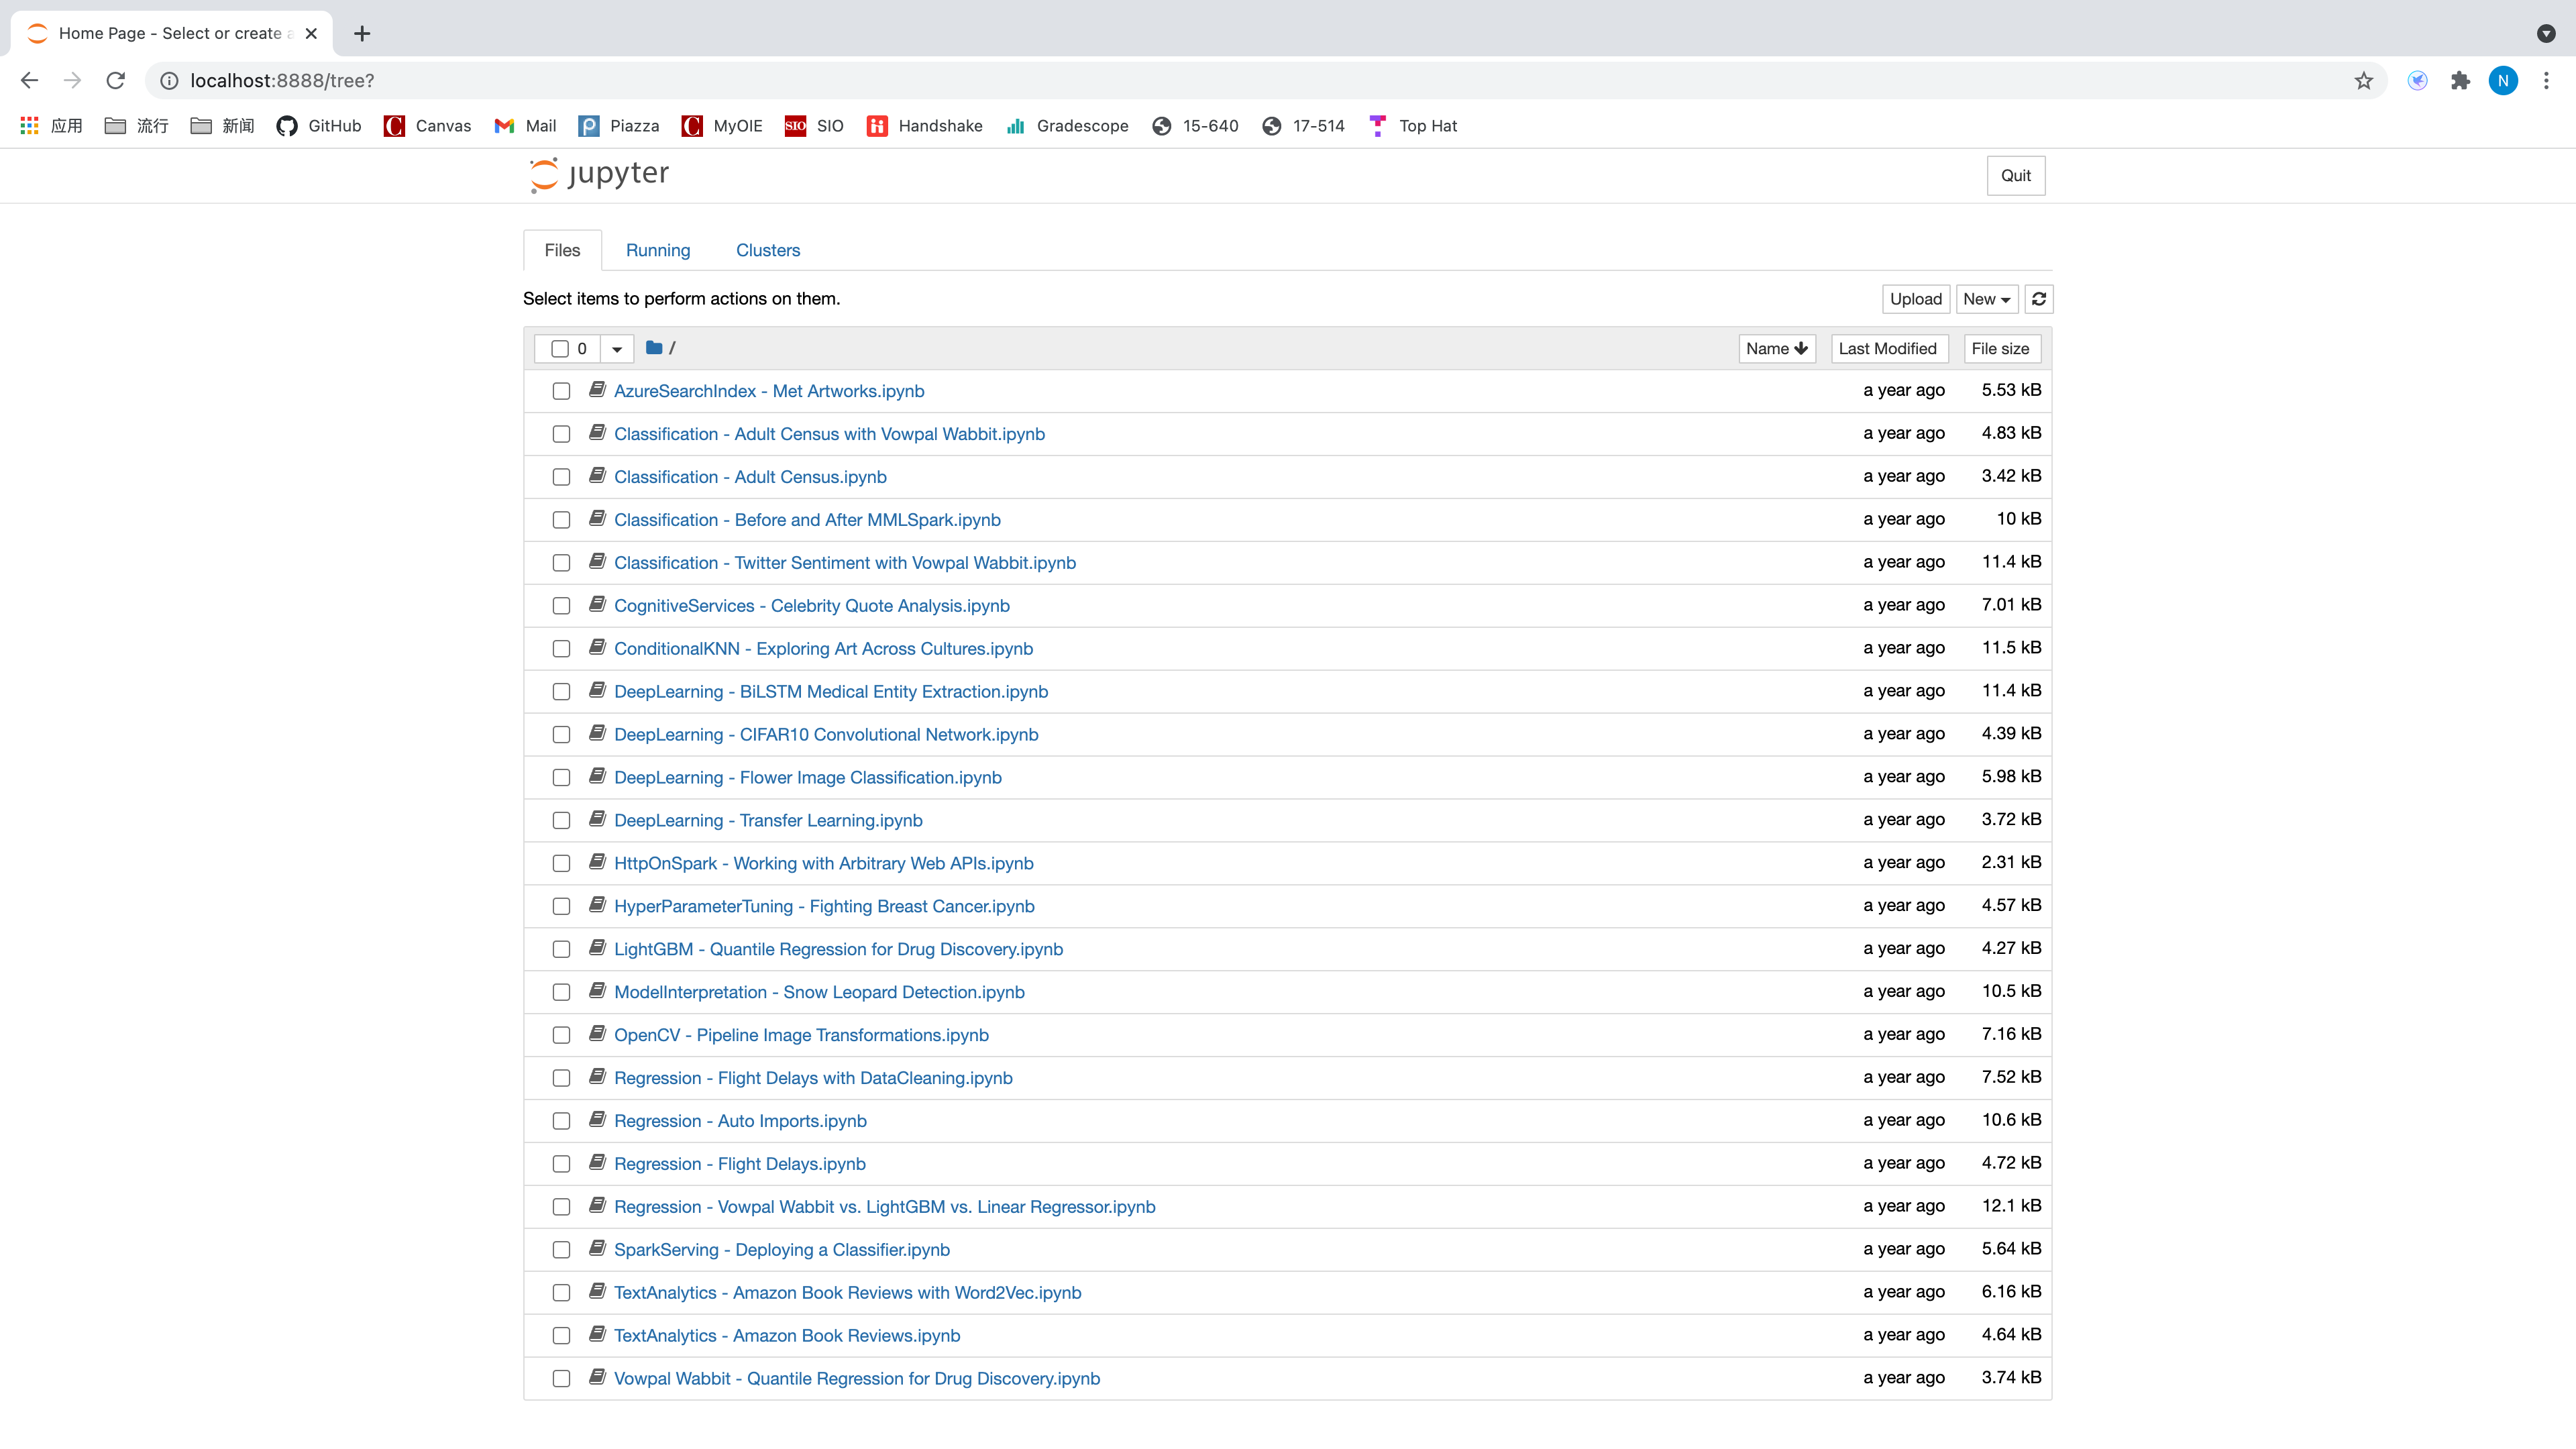 Home Page - Select or create a
localhost:8888/tree?
N
应用 流行 新闻 GitHub Canvas Mail Piazza MyOIE SIO SIO Handshake Gradescope 15-640 17-514 Top Hat
jupyter Quit
Files Running Clusters
Select items to perform actions on them. Upload New
0 / Name Last Modified File size
AzureSearchIndex - Met Artworks.ipynb a year ago 5.53 kB
Classification - Adult Census with Vowpal Wabbit.ipynb a year ago 4.83 kB
Classification - Adult Census.ipynb a year ago 3.42 kB
Classification - Before and After MMLSpark.ipynb a year ago 10 kB
Classification - Twitter Sentiment with Vowpal Wabbit.ipynb a year ago 11.4 kB
CognitiveServices - Celebrity Quote Analysis.ipynb a year ago 7.01 kB
ConditionalKNN - Exploring Art Across Cultures.ipynb a year ago 11.5 kB
DeepLearning - BiLSTM Medical Entity Extraction.ipynb a year ago 11.4 kB
DeepLearning - CIFAR10 Convolutional Network.ipynb a year ago 4.39 kB
DeepLearning - Flower Image Classification.ipynb a year ago 5.98 kB
DeepLearning - Transfer Learning.ipynb a year ago 3.72 kB
HttpOnSpark - Working with Arbitrary Web APIs.ipynb a year ago 2.31 kB
HyperParameterTuning - Fighting Breast Cancer.ipynb a year ago 4.57 kB
LightGBM - Quantile Regression for Drug Discovery.ipynb a year ago 4.27 kB
ModelInterpretation - Snow Leopard Detection.ipynb a year ago 10.5 kB
OpenCV - Pipeline Image Transformations.ipynb a year ago 7.16 kB
Regression - Flight Delays with DataCleaning.ipynb a year ago 7.52 kB
Regression - Auto Imports.ipynb a year ago 10.6 kB
Regression - Flight Delays.ipynb a year ago 4.72 kB
Regression - Vowpal Wabbit vs. LightGBM vs. Linear Regressor.ipynb a year ago 12.1 kB
SparkServing - Deploying a Classifier.ipynb a year ago 5.64 kB
TextAnalytics - Amazon Book Reviews with Word2Vec.ipynb a year ago 6.16 kB
TextAnalytics - Amazon Book Reviews.ipynb a year ago 4.64 kB
Vowpal Wabbit - Quantile Regression for Drug Discovery.ipynb a year ago 3.74 kB